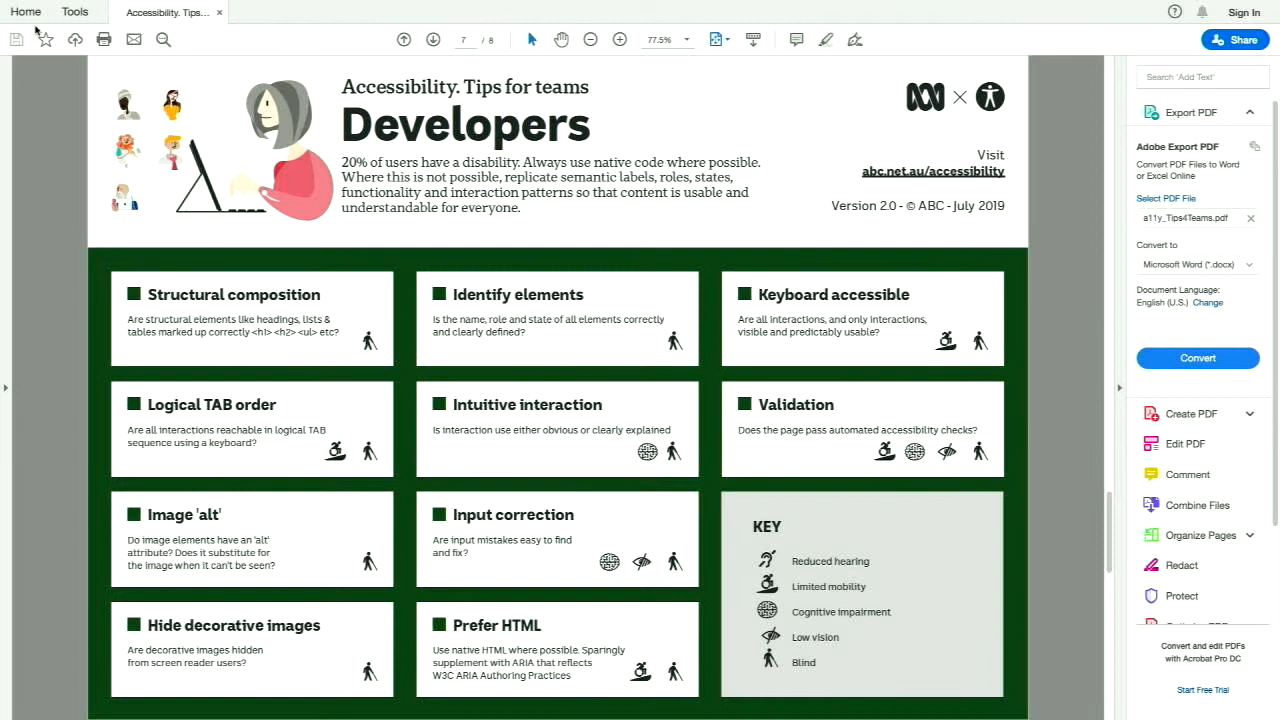 Home
Tools
Accessibility. Tips...
Sign In
7 / 8
77.5%
Share
Accessibility. Tips for teams
Developers
20% of users have a disability. Always use native code where possible.
Where this is not possible, replicate semantic labels, roles, states,
functionality and interaction patterns so that content is usable and
understandable for everyone.
Visit
abc.net.au/accessibility
Version 2.0 - © ABC - July 2019
Structural composition
Are structural elements like headings, lists &
tables marked up correctly <h1> <h2> <ul> etc?
Identify elements
Is the name, role and state of all elements correctly
and clearly defined?
Keyboard accessible
Are all interactions, and only interactions,
visible and predictably usable?
Logical TAB order
Are all interactions reachable in logical TAB
sequence using a keyboard?
Intuitive interaction
Is interaction use either obvious or clearly explained
Validation
Does the page pass automated accessibility checks?
Image 'alt'
Do image elements have an 'alt'
attribute? Does it substitute for
the image when it can't be seen?
Input correction
Are input mistakes easy to find
and fix?
Hide decorative images
Are decorative images hidden
from screen reader users?
Prefer HTML
Use native HTML where possible. Sparingly
supplement with ARIA that reflects
W3C ARIA Authoring Practices
KEY
Reduced hearing
Limited mobility
Cognitive impairment
Low vision
Blind
Search 'Add Text'
Export PDF
Adobe Export PDF
Convert PDF Files to Word
or Excel Online
Select PDF File
a11y_Tips4Teams.pdf
Convert to
Microsoft Word (*.docx)
Document Language:
English (U.S.) Change
Convert
Create PDF
Edit PDF
Comment
Combine Files
Organize Pages
Redact
Protect
Convert and edit PDFs
with Acrobat Pro DC
Start Free Trial